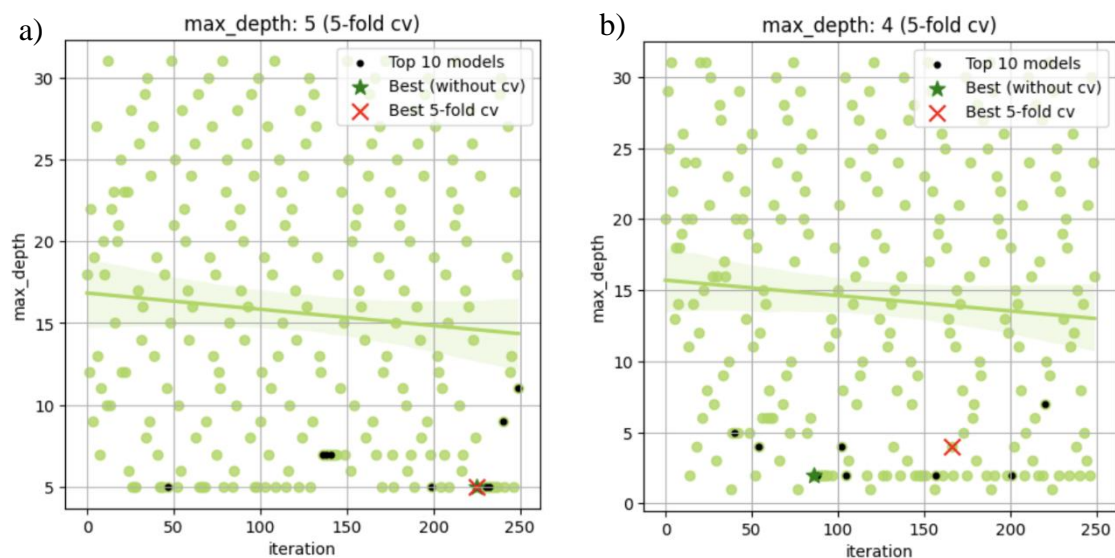 a)
max_depth: 5 (5-fold cv)
Top 10 models
Best (without cv)
Best 5-fold cv
30
25
20
15
10
5
max_depth
0 50 100 150 200 250
iteration
b)
max_depth: 4 (5-fold cv)
Top 10 models
Best (without cv)
Best 5-fold cv
30
25
20
15
10
5
0
max_depth
0 50 100 150 200 250
iteration